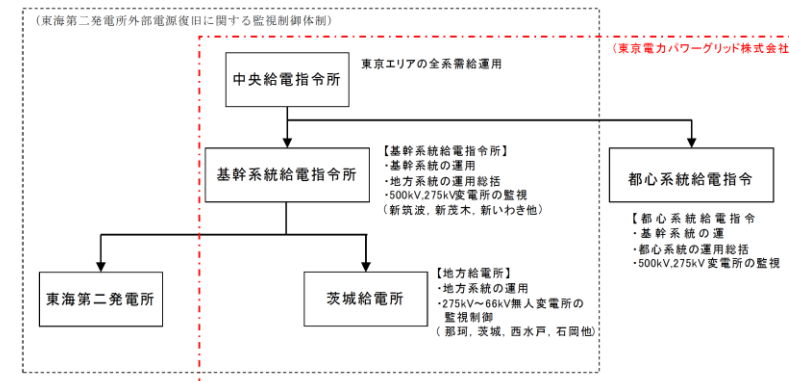 (東海第二発電所外部電源復旧に関する監視制御体制)
(東京電力パワーグリッド株式会社
中央給電指令所
東京エリアの全系需給運用
基幹系統給電指令所
【基幹系統給電指令所】
・基幹系統の運用
・地方系統の運用総括
・500kV,275kV変電所の監視
(新筑波, 新茂木, 新いわき他)
都心系統給電指令
【都心系統給電指令
・基幹系統の運
・都心系統の運用総括
・500kV,275kV変電所の監視
東海第二発電所
茨城給電所
【地方給電所】
・地方系統の運用
・275kV～66kV無人変電所の
監視制御
(那珂, 茨城, 西水戸, 石岡他)